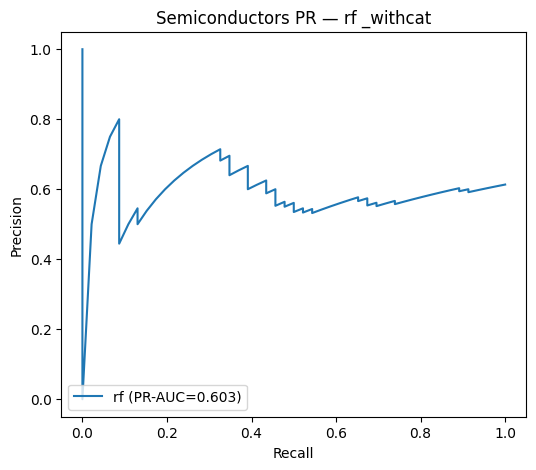 Semiconductors PR — rf _withcat
Precision
1.0
0.8
0.6
0.4
0.2
0.0
rf (PR-AUC=0.603)
0.0 0.2 0.4 0.6 0.8 1.0
Recall